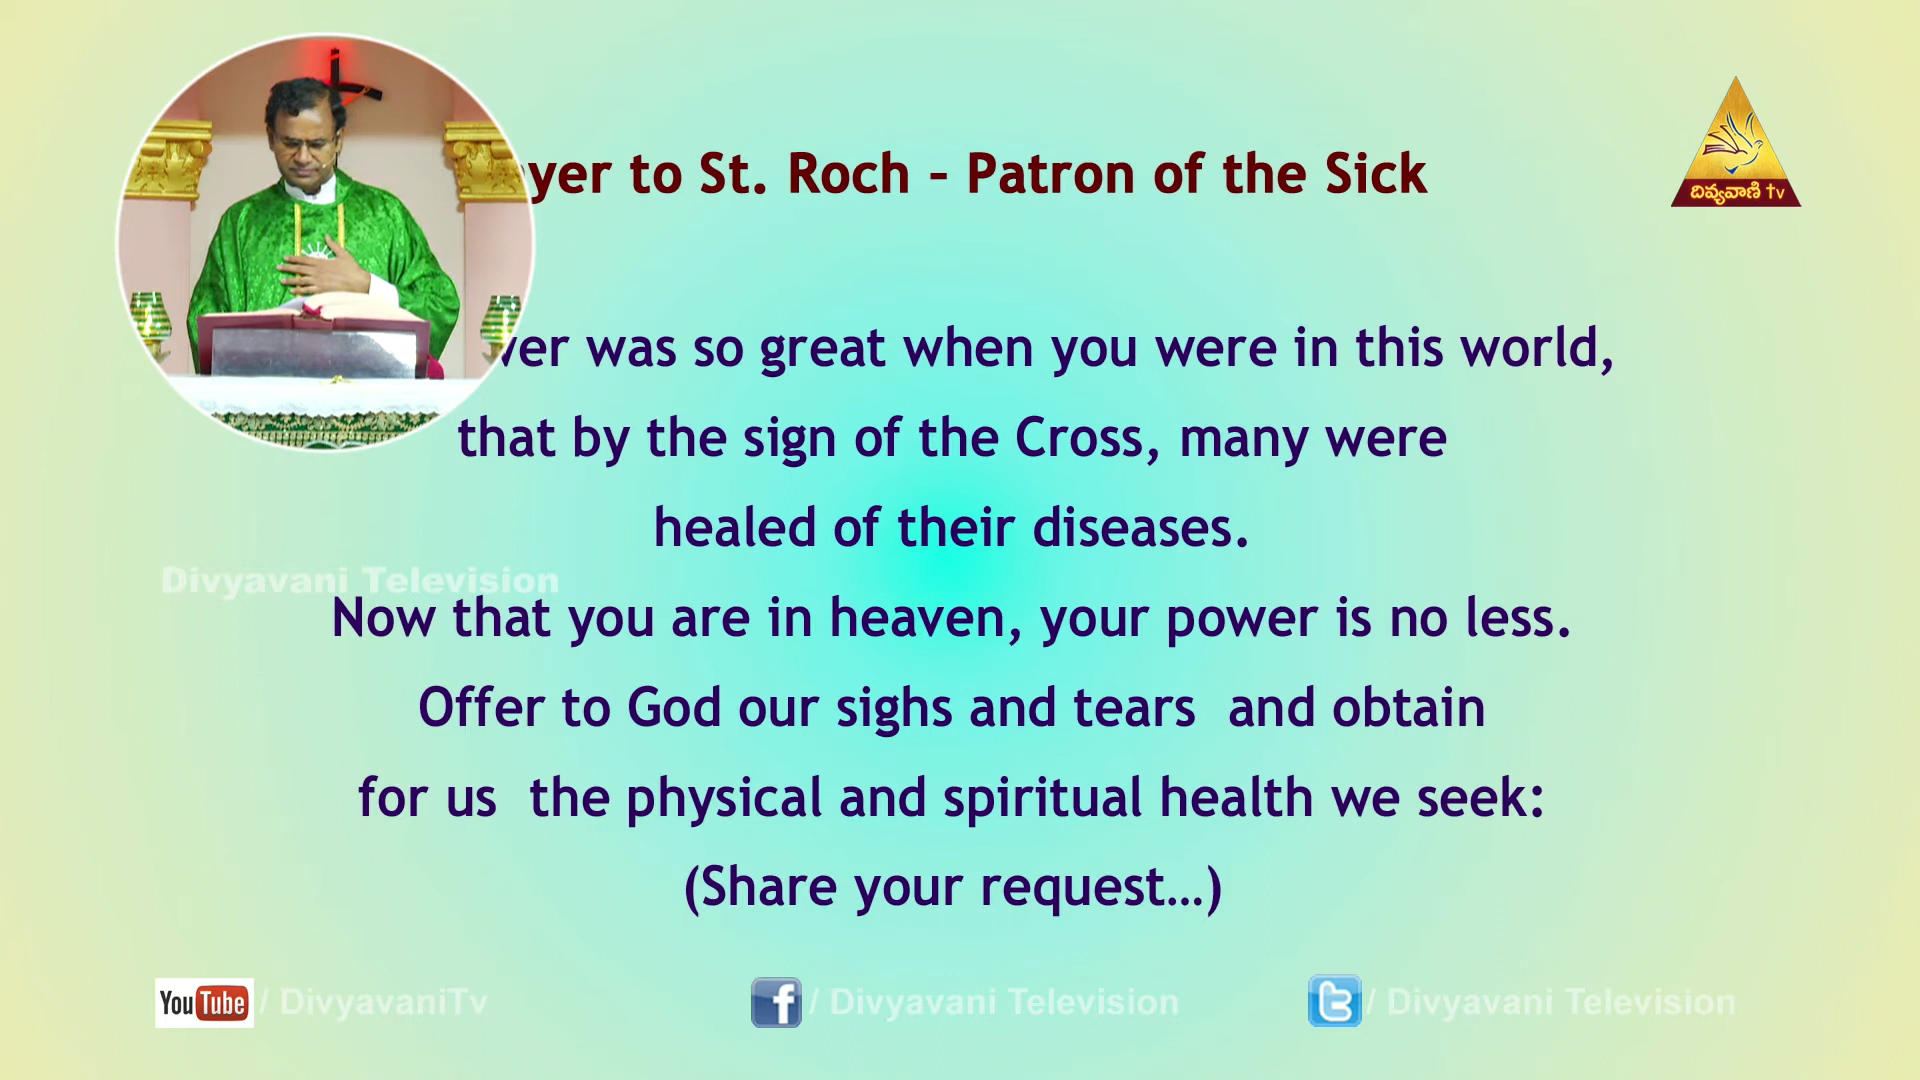 ayer to St. Roch – Patron of the Sick
దివ్యవాణి tv
wer was so great when you were in this world,
that by the sign of the Cross, many were
healed of their diseases.
Divyavani Television
Now that you are in heaven, your power is no less.
Offer to God our sighs and tears and obtain
for us the physical and spiritual health we seek:
(Share your request...)
YouTube / DivyavaniTv
f / Divyavani Television
t / Divyavani Television